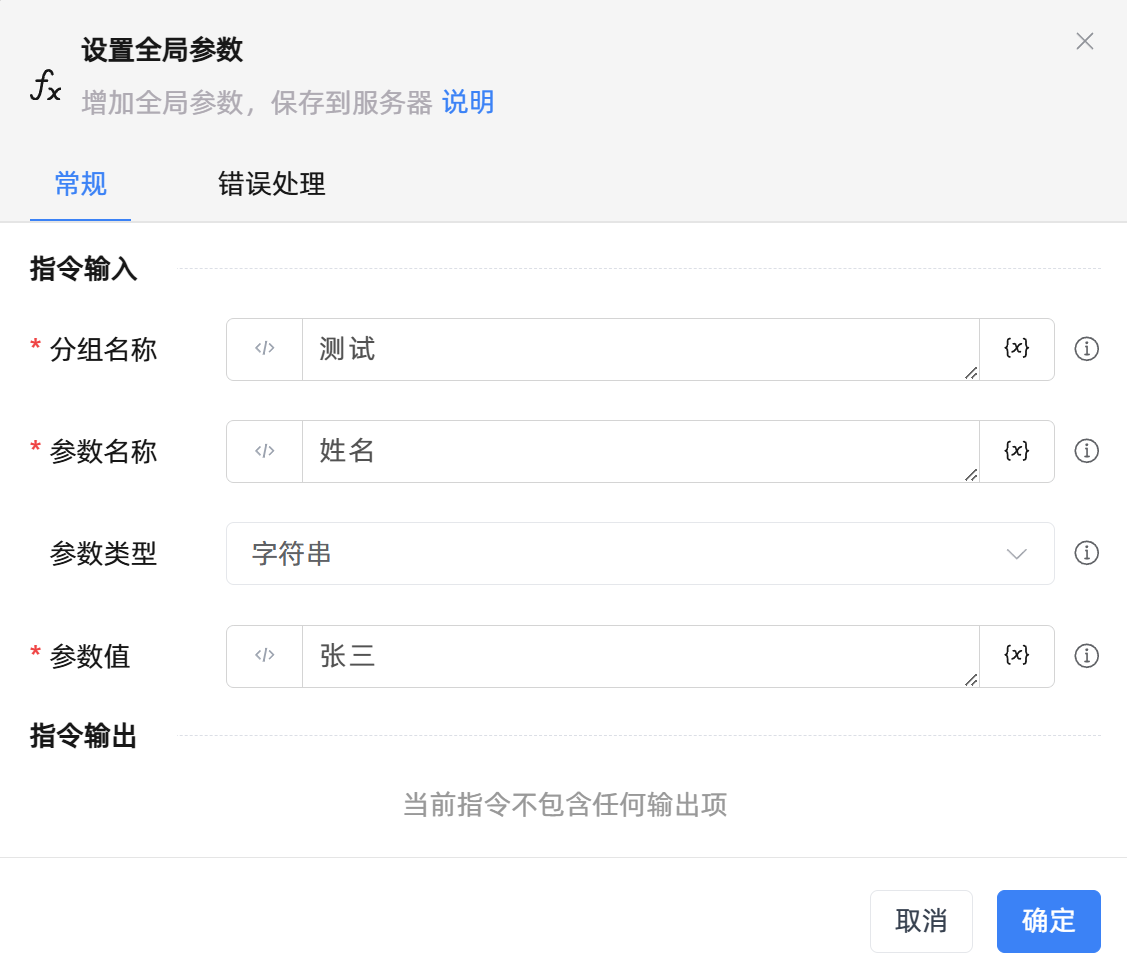 设置全局参数
fx
增加全局参数，保存到服务器 说明
常规 错误处理
指令输入
* 分组名称 </> 测试 {x}
* 参数名称 </> 姓名 {x}
参数类型 字符串
* 参数值 </> 张三 {x}
指令输出
当前指令不包含任何输出项
取消 确定